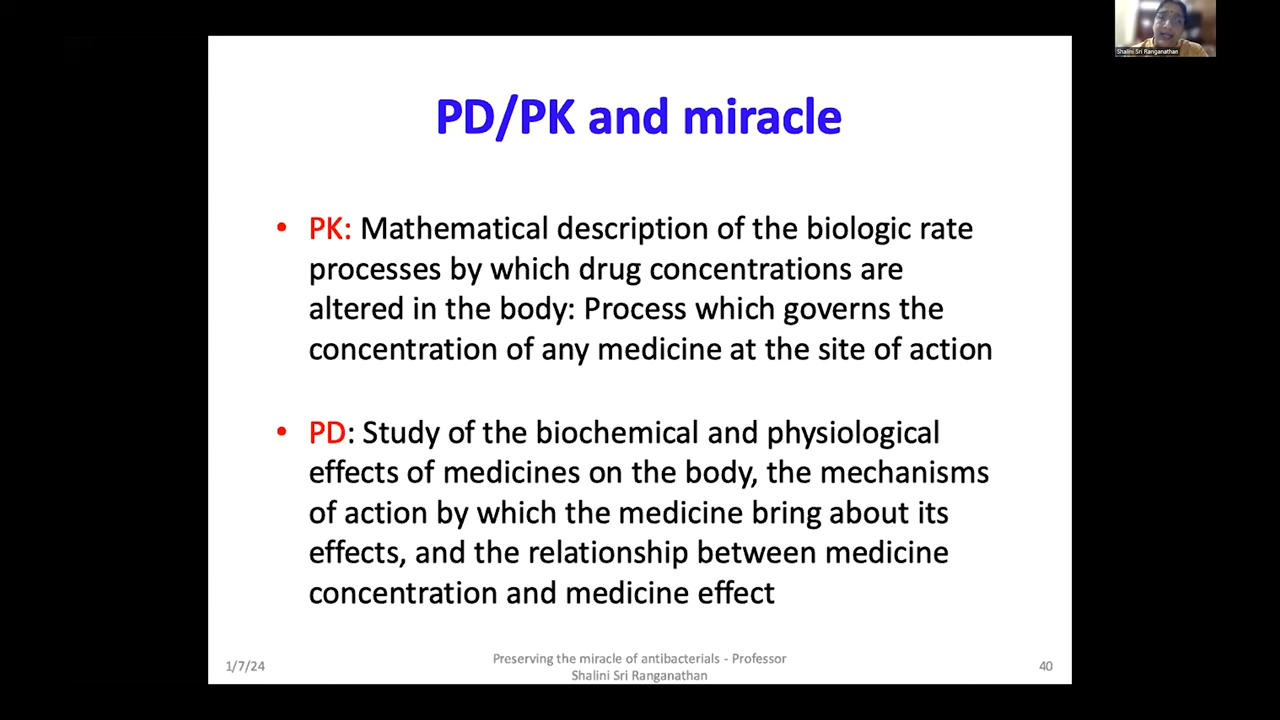 Shalini Sri Ranganathan
PD/PK and miracle
• PK: Mathematical description of the biologic rate
processes by which drug concentrations are
altered in the body: Process which governs the
concentration of any medicine at the site of action
• PD: Study of the biochemical and physiological
effects of medicines on the body, the mechanisms
of action by which the medicine bring about its
effects, and the relationship between medicine
concentration and medicine effect
1/7/24
Preserving the miracle of antibacterials - Professor
Shalini Sri Ranganathan
40